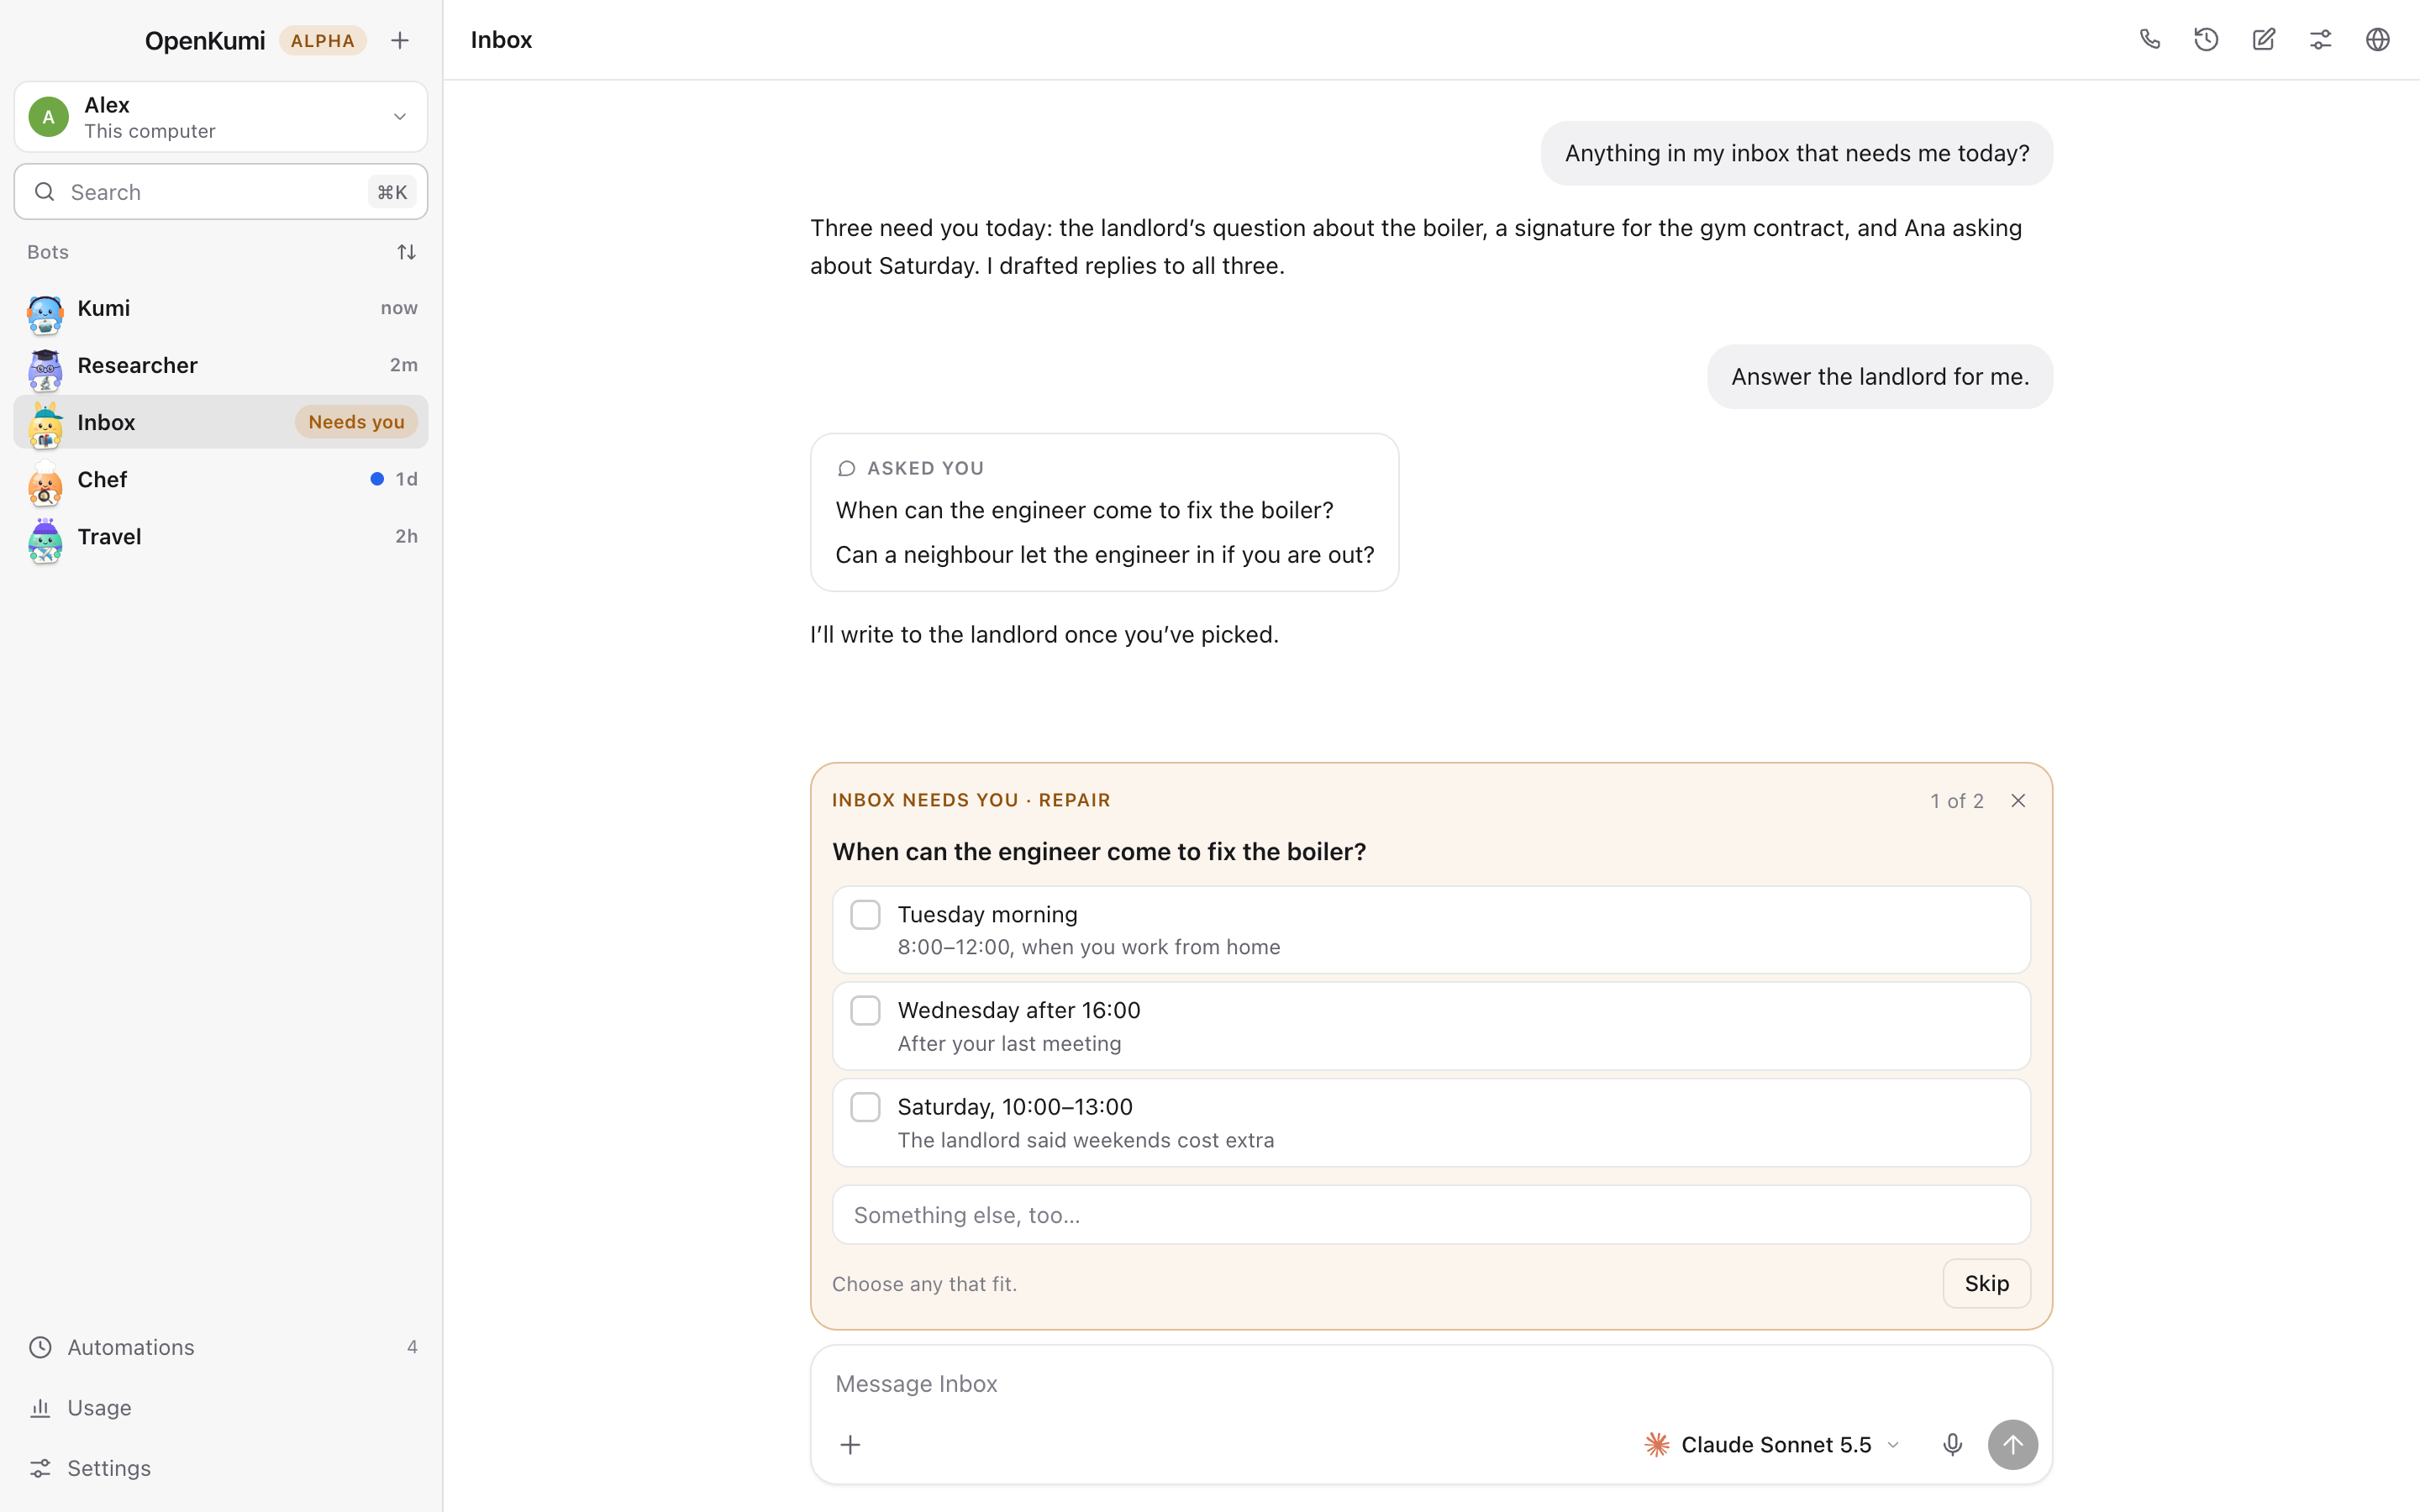 OpenKumi ALPHA
Alex
This computer
Search ⌘K
Bots
Kumi now
Researcher 2m
Inbox Needs you
Chef 1d
Travel 2h
Automations 4
Usage
Settings
Inbox
Anything in my inbox that needs me today?
Three need you today: the landlord’s question about the boiler, a signature for the gym contract, and Ana asking
about Saturday. I drafted replies to all three.
Answer the landlord for me.
ASKED YOU
When can the engineer come to fix the boiler?
Can a neighbour let the engineer in if you are out?
I’ll write to the landlord once you’ve picked.
INBOX NEEDS YOU · REPAIR 1 of 2
When can the engineer come to fix the boiler?
Tuesday morning
8:00–12:00, when you work from home
Wednesday after 16:00
After your last meeting
Saturday, 10:00–13:00
The landlord said weekends cost extra
Something else, too...
Choose any that fit. Skip
Message Inbox
Claude Sonnet 5.5
A